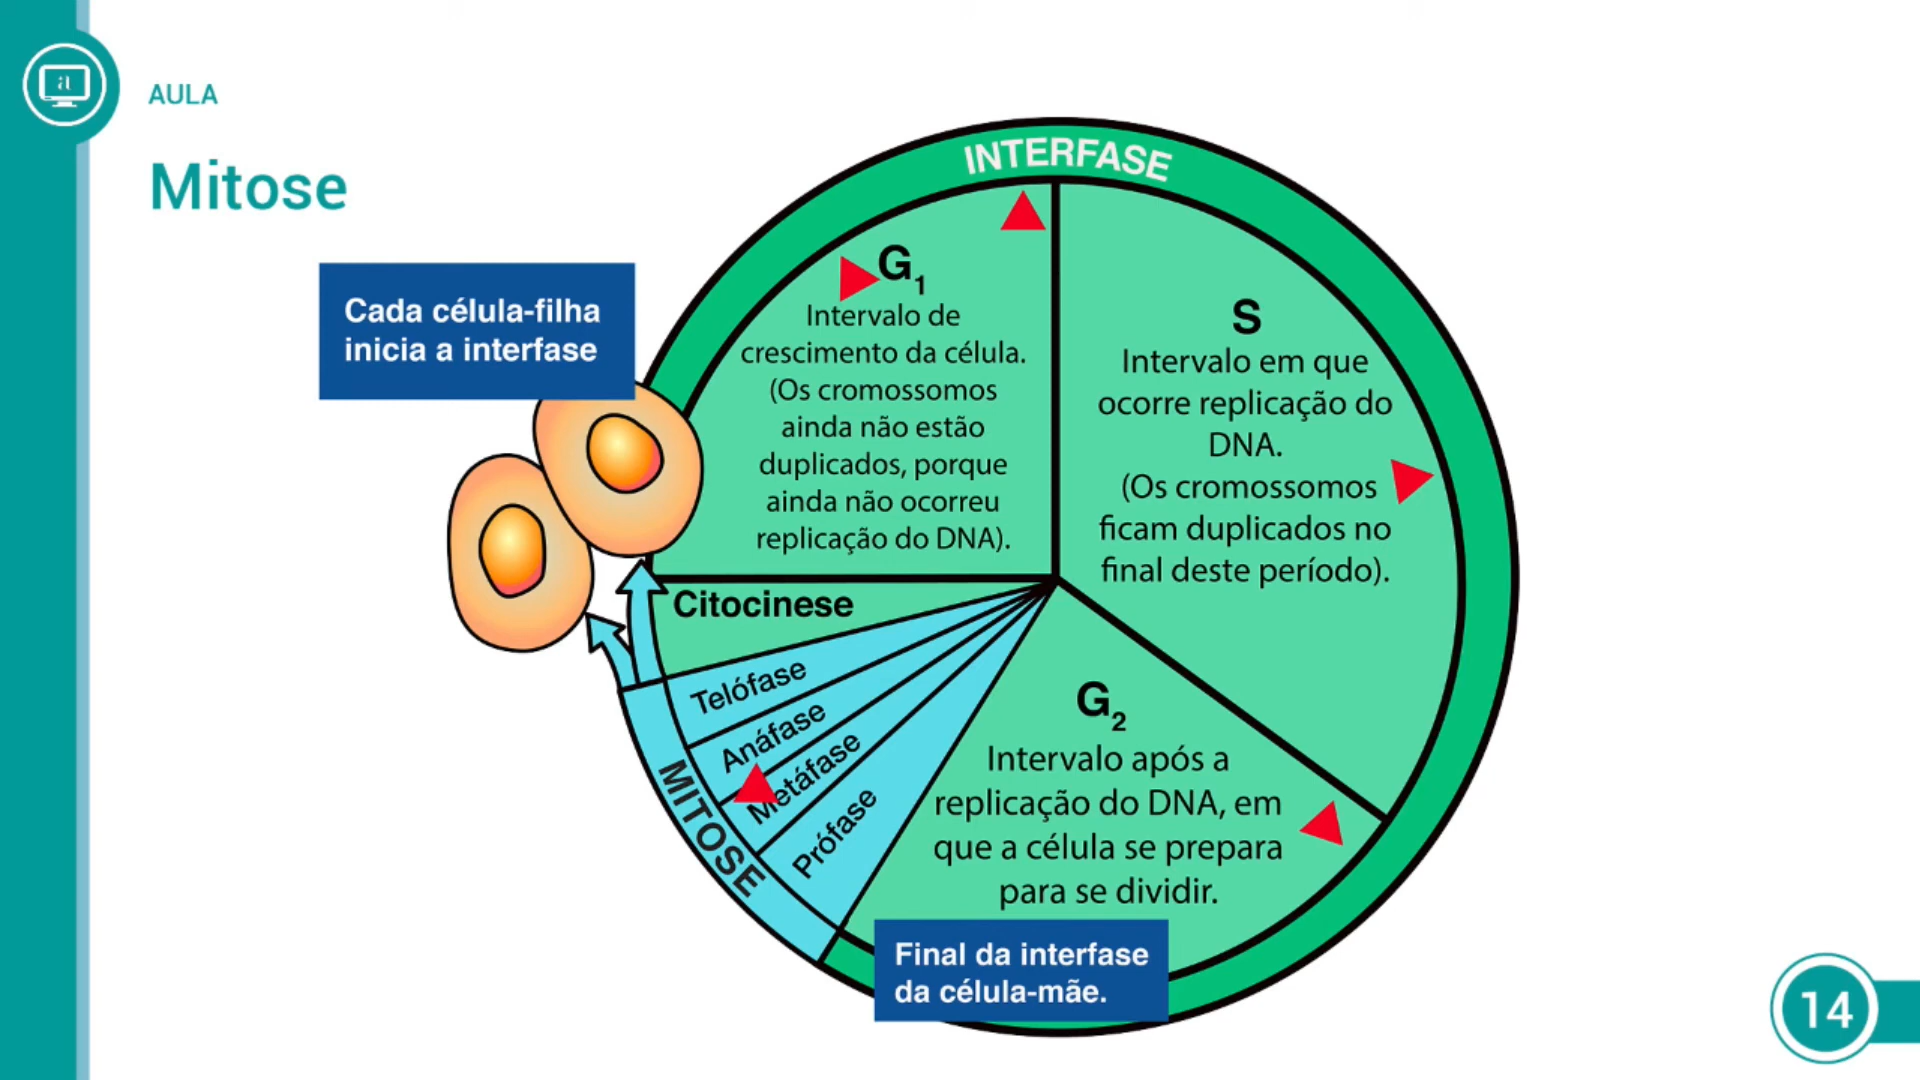 a
AULA
Mitose
INTERFASE
Cada célula-filha
inicia a interfase
G1
Intervalo de
crescimento da célula.
(Os cromossomos
ainda não estão
duplicados, porque
ainda não ocorreu
replicação do DNA).
S
Intervalo em que
ocorre replicação do
DNA.
(Os cromossomos
ficam duplicados no
final deste período).
Citocinese
Telófase
Anáfase
Metáfase
Prófase
MITOSE
G2
Intervalo após a
replicação do DNA, em
que a célula se prepara
para se dividir.
Final da interfase
da célula-mãe.
14